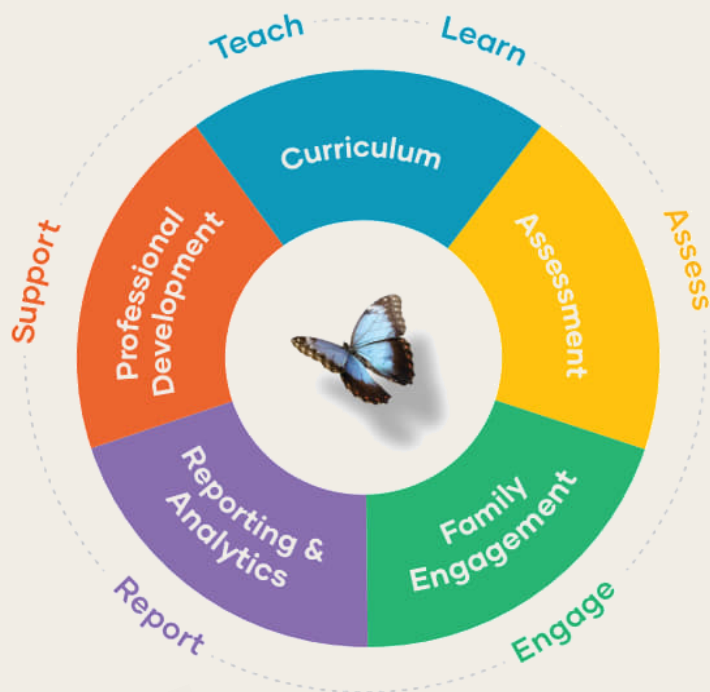 Teach
Learn
Curriculum
Assess
Assessment
Support
Professional
Development
Reporting &
Analytics
Family
Engagement
Report
Engage